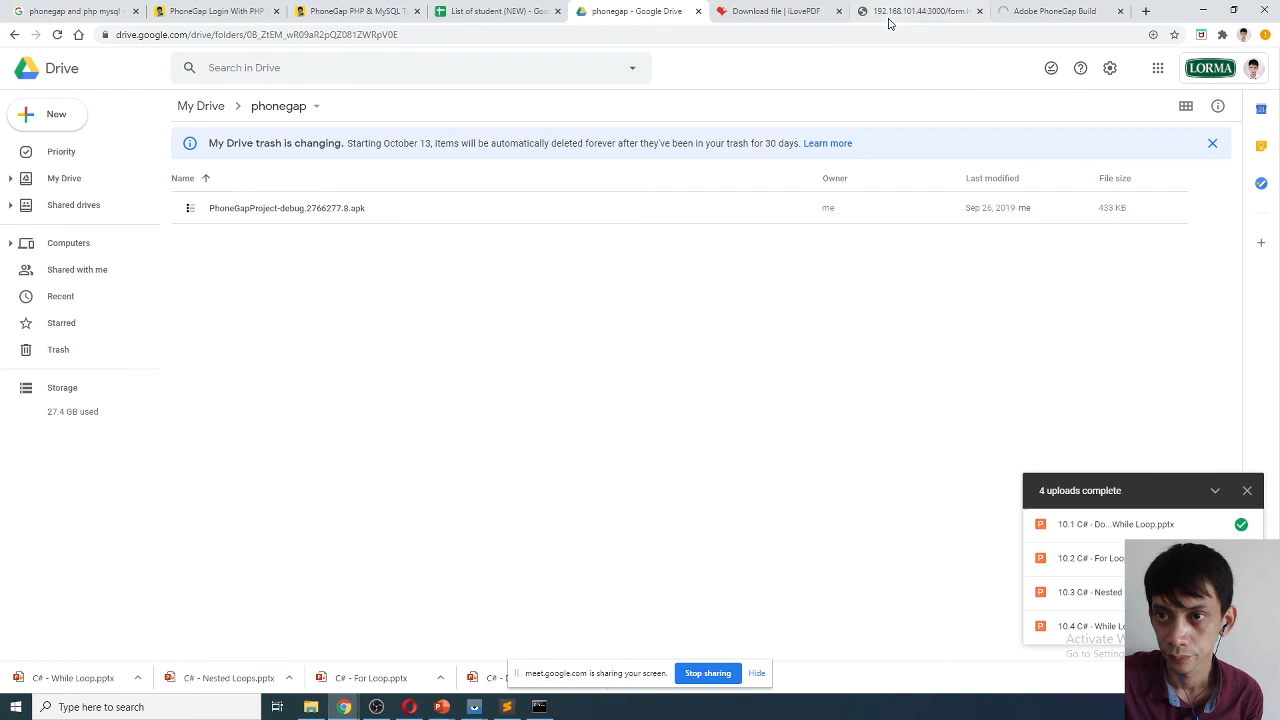 phonegap and php mysql -
PhoneGap Login With PHP
PhoneGap PHP & MySQL T
List of student (NEW) - Goo
phonegap - Google Drive
Download file | iLovePDF
192.168.101.44:3000/form.h
Adobe PhoneGap Build
drive.google.com/drive/folders/0B_ZtEM_wR09aR2pQZ081ZWRpV0E
Drive
Search in Drive
LORMA
New
My Drive
phonegap
My Drive trash is changing. Starting October 13, items will be automatically deleted forever after they've been in your trash for 30 days. Learn more
Priority
My Drive
Shared drives
Computers
Shared with me
Recent
Starred
Trash
Storage
27.4 GB used
Name Owner Last modified File size
PhoneGapProject-debug.2766277.8.apk me Sep 26, 2019 me 433 KB
4 uploads complete
10.1 C# - Do...While Loop.pptx
10.2 C# - For Loo
10.3 C# - Nested
10.4 C# - While Lo
Activate W
Go to Setting
C# - While Loop.pptx
C# - Nested Loops.pptx
C# - For Loop.pptx
C# - D
meet.google.com is sharing your screen.
Stop sharing
Hide
Type here to search